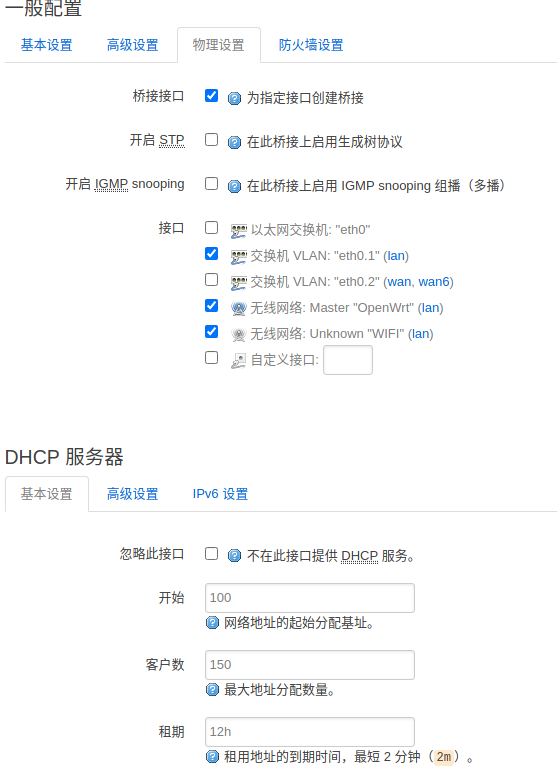 一般配置
基本设置 高级设置 物理设置 防火墙设置
桥接接口 为指定接口创建桥接
开启 STP 在此桥接上启用生成树协议
开启 IGMP snooping 在此桥接上启用 IGMP snooping 组播（多播）
接口 以太网交换机: "eth0"
交换机 VLAN: "eth0.1" (lan)
交换机 VLAN: "eth0.2" (wan, wan6)
无线网络: Master "OpenWrt" (lan)
无线网络: Unknown "WIFI" (lan)
自定义接口:
DHCP 服务器
基本设置 高级设置 IPv6 设置
忽略此接口 不在此接口提供 DHCP 服务。
开始 100
网络地址的起始分配基址。
客户数 150
最大地址分配数量。
租期 12h
租用地址的到期时间，最短 2 分钟（2m）。